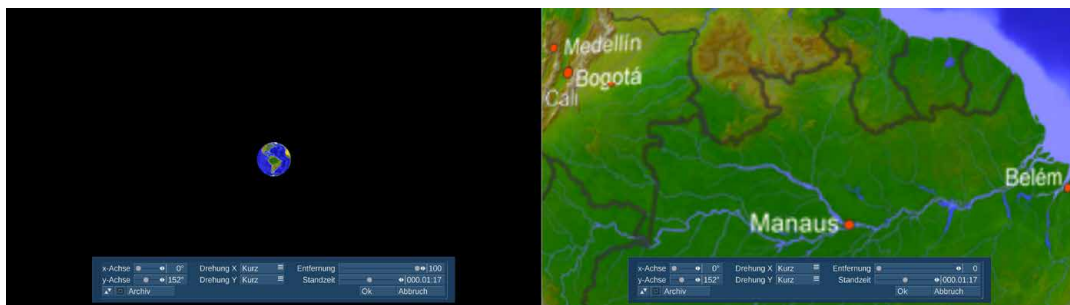 Medellín
Bogotá
Cali
Belém
Manaus
x-Achse 0° Drehung X Kurz Entfernung 100
y-Achse 152° Drehung Y Kurz Standzeit 000.01:17
Archiv Ok Abbruch
x-Achse 0° Drehung X Kurz Entfernung 0
y-Achse 152° Drehung Y Kurz Standzeit 000.01:17
Archiv Ok Abbruch